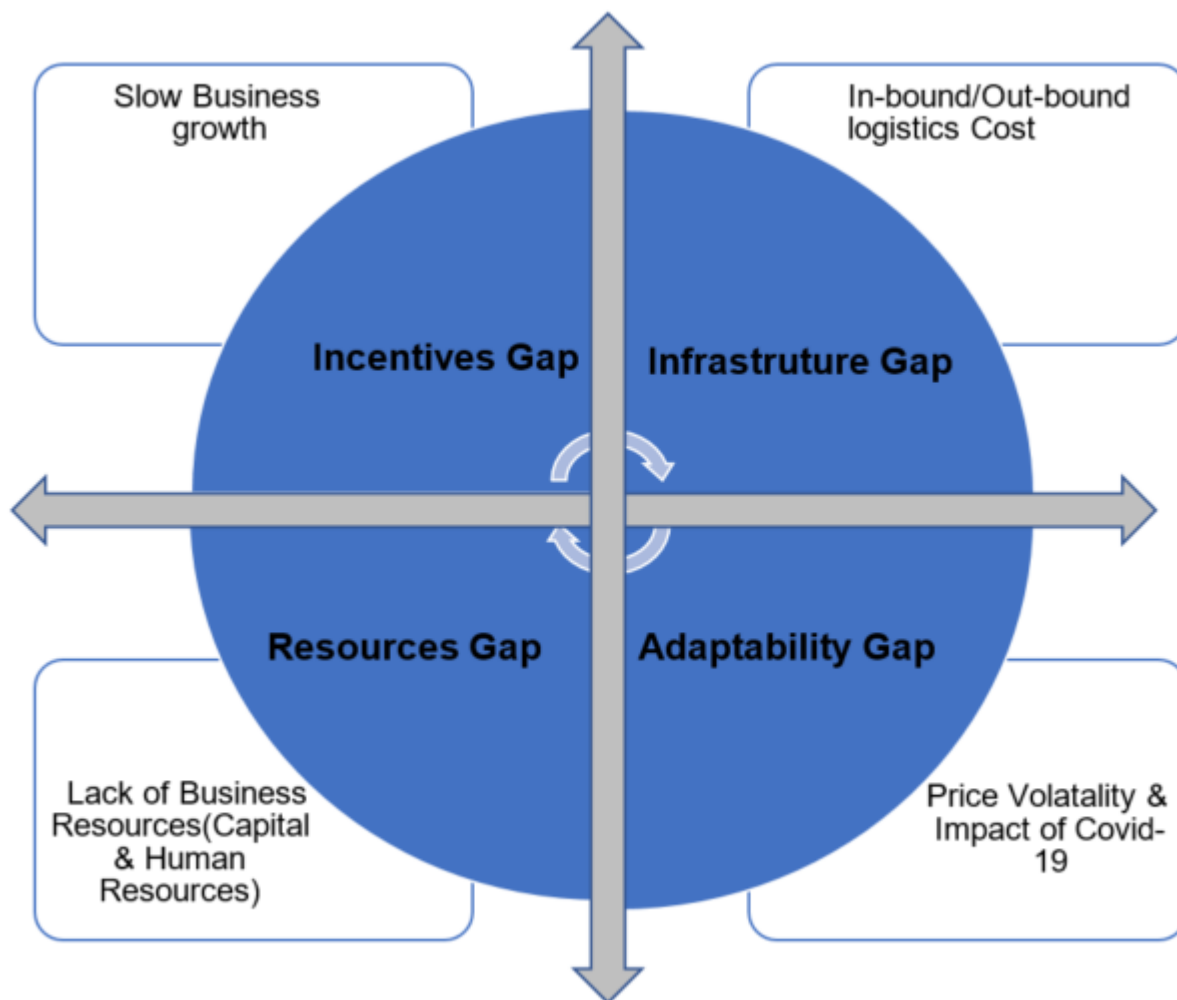 Slow Business
growth
In-bound/Out-bound
logistics Cost
Incentives Gap
Infrastruture Gap
Resources Gap
Adaptability Gap
Lack of Business
Resources(Capital
& Human
Resources)
Price Volatality &
Impact of Covid-
19